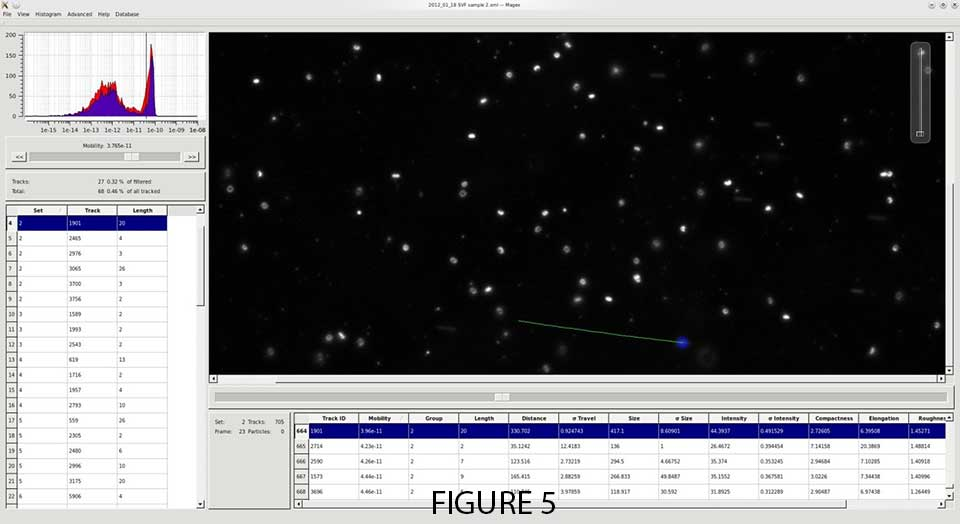 2012_01_18 SVF sample 2.xml — Mages
File View Histogram Advanced Help Database
200
150
100
50
0
1e-15 1e-14 1e-13 1e-12 1e-11 1e-10 1e-09 1e-08
Mobility: 3.765e-11
<< >>
Tracks: 27 0.32 % of filtered
Total: 68 0.46 % of all tracked
Set Track Length
4 2 1901 20
5 2 2465 4
6 2 2976 3
7 2 3065 26
8 2 3700 3
9 2 3756 2
10 3 1589 2
11 3 1993 2
12 3 2543 2
13 4 619 13
14 4 1716 2
15 4 1957 4
16 4 2793 10
17 5 559 26
18 5 2305 2
19 5 2480 6
20 5 2996 10
21 5 3175 20
22 6 5906 4
Set: 2 Tracks: 705
Frame: 23 Particles: 0
Track ID Mobility Group Length Distance σ Travel Size σ Size Intensity σ Intensity Compactness Elongation Roughnes
664 1901 3.96e-11 2 20 330.702 0.924743 417.1 8.60901 44.3937 0.491529 2.72605 6.39508 1.45271
665 2714 4.23e-11 2 2 35.1242 12.4183 136 1 26.4672 0.394454 7.14158 20.3869 1.48814
666 2590 4.26e-11 2 7 123.516 2.73219 294.5 4.66752 35.374 0.353245 2.94684 7.10285 1.40918
667 1573 4.44e-11 2 9 165.415 2.88259 266.833 49.8487 35.1552 0.367581 3.0226 7.34438 1.40996
668 3696 4.46e-11 2 3.97859 118.917 30.592 31.8925 0.312289 2.90487 6.97438 1.26449
FIGURE 5